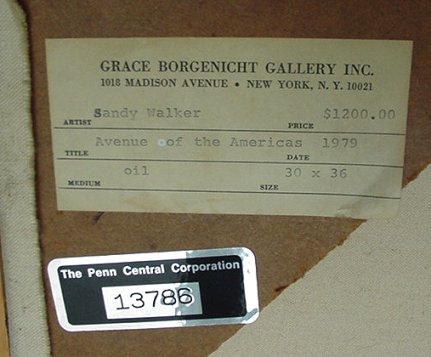 GRACE BORGENICHT GALLERY INC.
1018 MADISON AVENUE • NEW YORK, N. Y. 10021
Sandy Walker $1200.00
ARTIST PRICE
Avenue of the Americas 1979
TITLE DATE
oil 30 x 36
MEDIUM SIZE
The Penn Central Corporation
13786